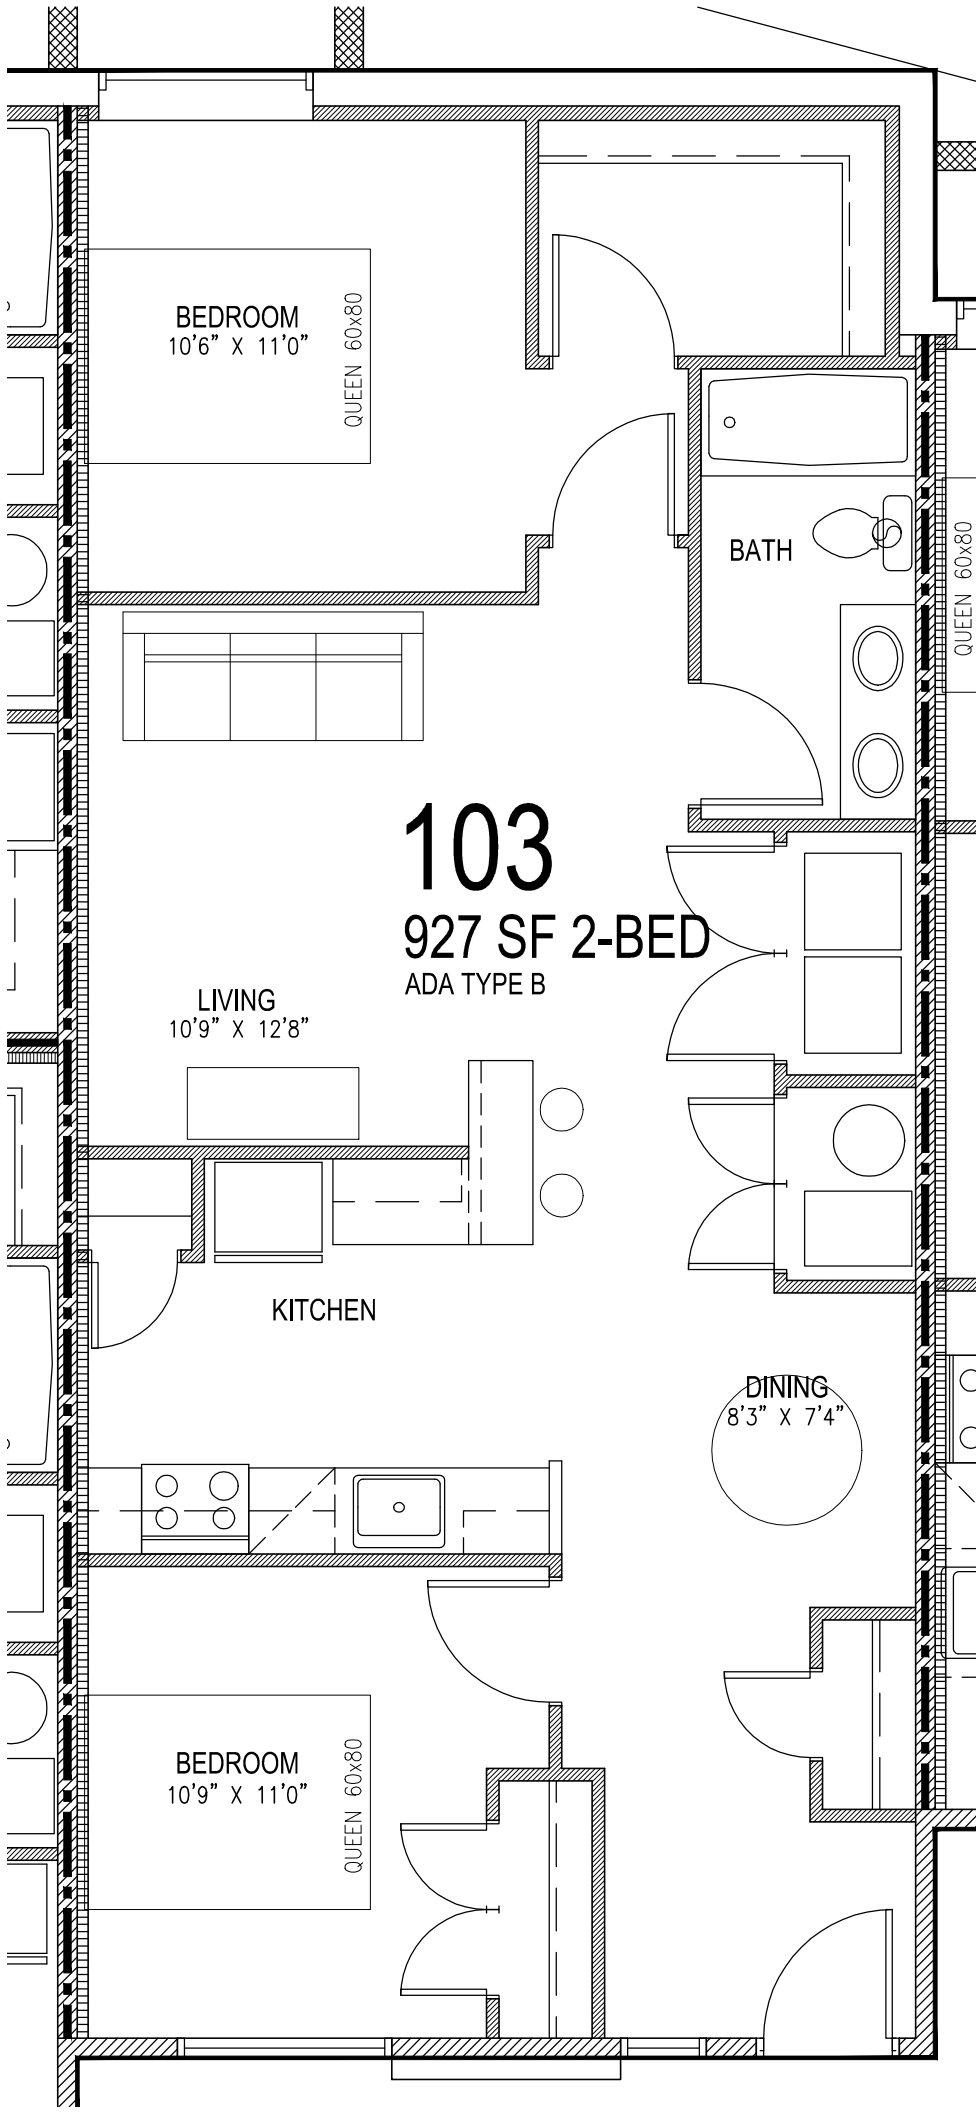 BEDROOM
10'6" X 11'0"
QUEEN 60x80
BATH
QUEEN 60x80
103
927 SF 2-BED
ADA TYPE B
LIVING
10'9" X 12'8"
KITCHEN
DINING
8'3" X 7'4"
BEDROOM
10'9" X 11'0"
QUEEN 60x80